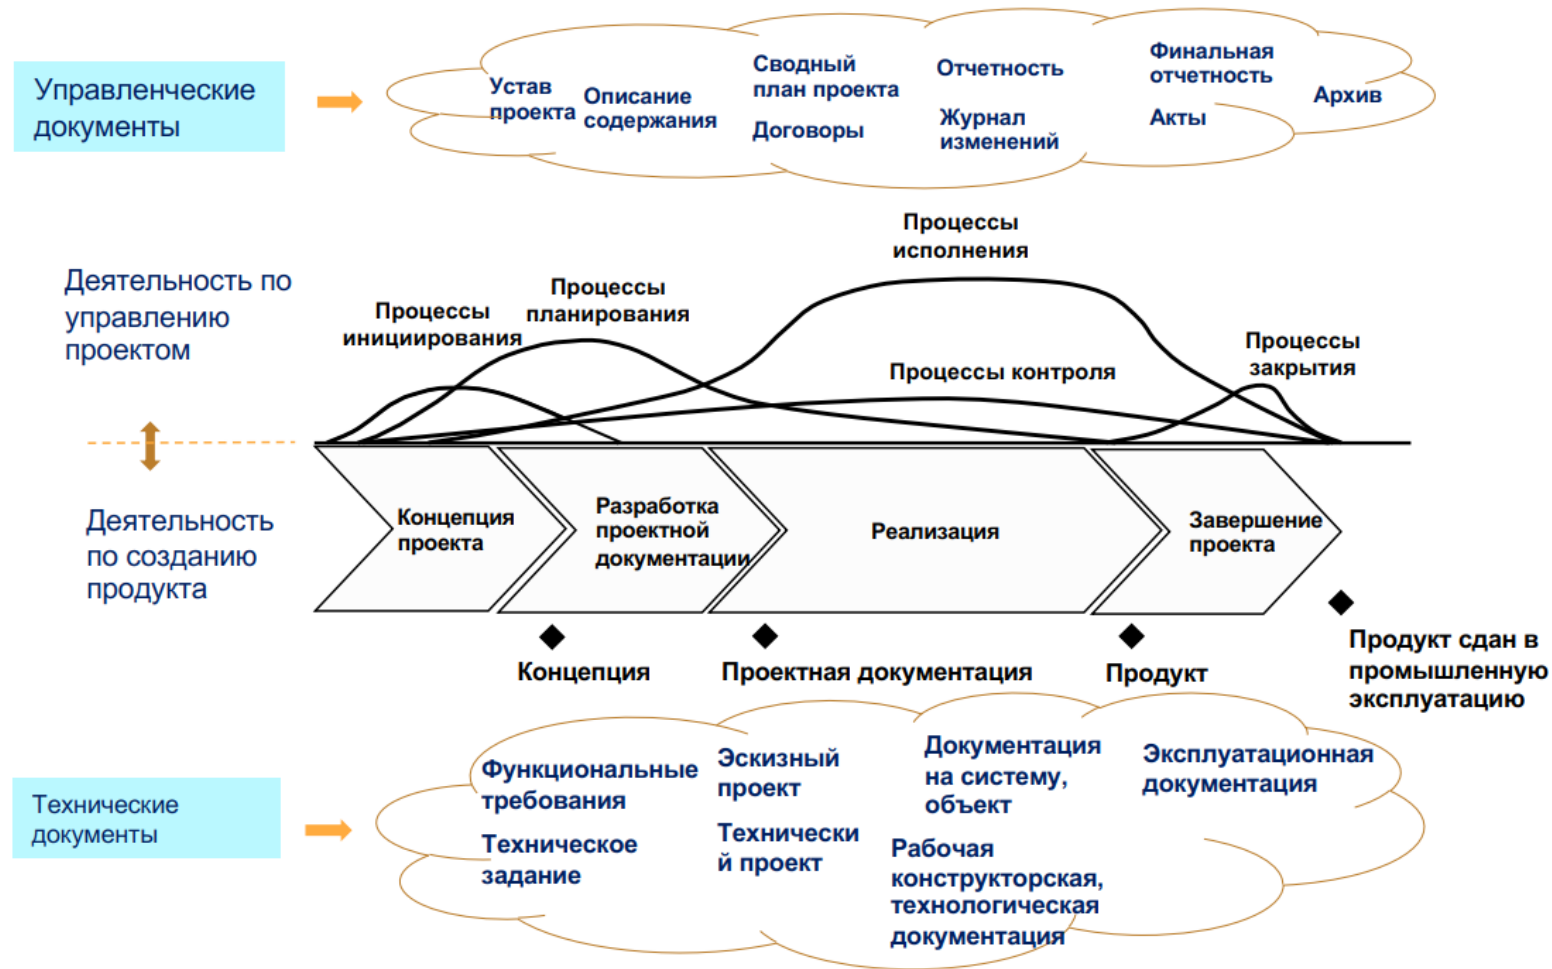 Управленческие
документы
Устав
проекта
Описание
содержания
Сводный
план проекта
Договоры
Отчетность
Журнал
изменений
Финальная
отчетность
Акты
Архив
Деятельность по
управлению
проектом
Процессы
инициирования
Процессы
планирования
Процессы
исполнения
Процессы контроля
Процессы
закрытия
Деятельность
по созданию
продукта
Концепция
проекта
Разработка
проектной
документации
Реализация
Завершение
проекта
Концепция
Проектная документация
Продукт
Продукт сдан в
промышленную
эксплуатацию
Технические
документы
Функциональные
требования
Техническое
задание
Эскизный
проект
Технически
й проект
Документация
на систему,
объект
Рабочая
конструкторская,
технологическая
документация
Эксплуатационная
документация